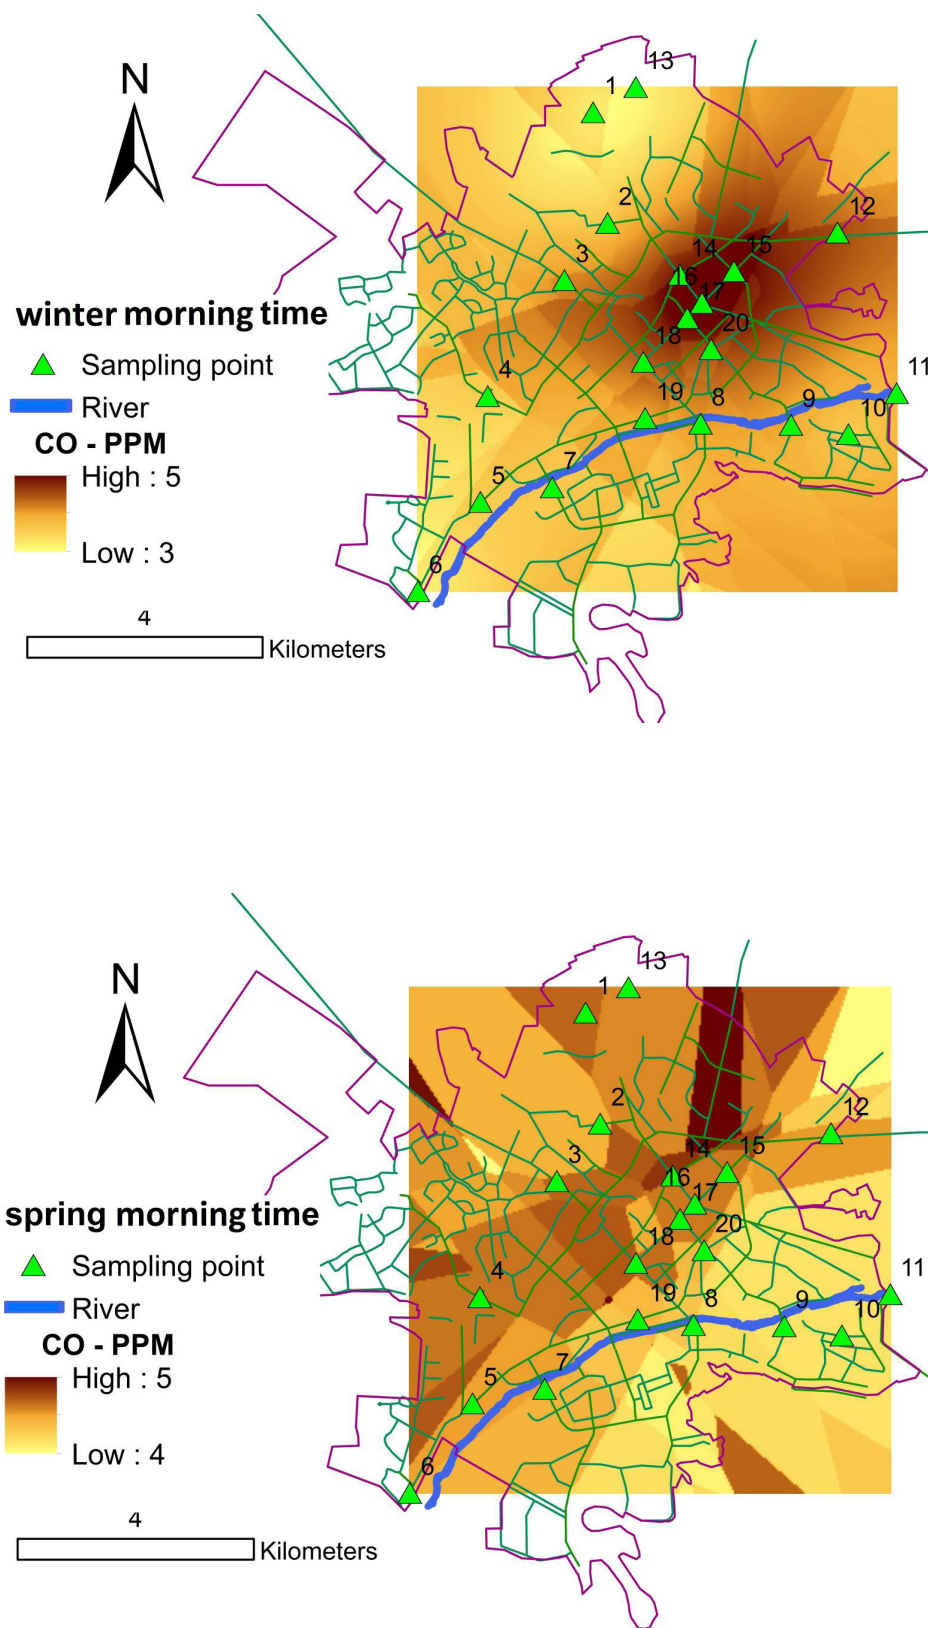 13
1
N
2
12
14 15
3
16
17
winter morning time
18 20
Sampling point
4
11
19 8 9 10
River
CO - PPM
High : 5
5 7
Low : 3
6
4
Kilometers
13
1
N
2
12
14 15
3
16
17
spring morning time
18 20
Sampling point
4
11
19 8 9 10
River
CO - PPM
High : 5
5 7
Low : 4
6
4
Kilometers